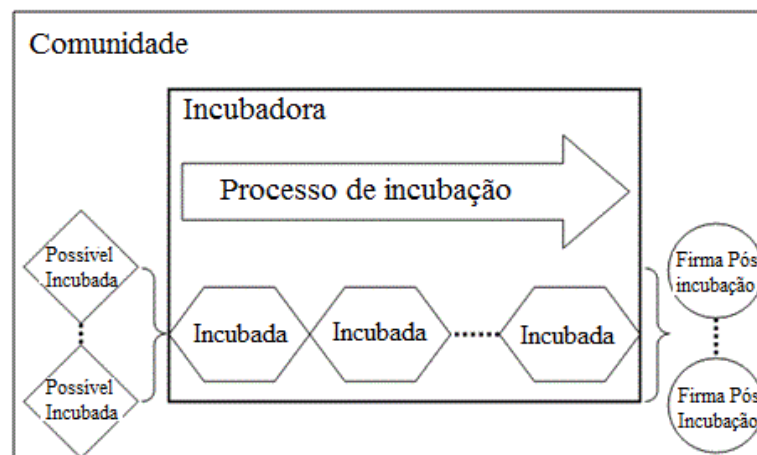 Comunidade
Incubadora
Processo de incubação
Possível
Incubada
Possível
Incubada
Incubada
Incubada
Incubada
Firma Pós
incubação
Firma Pós
Incubação